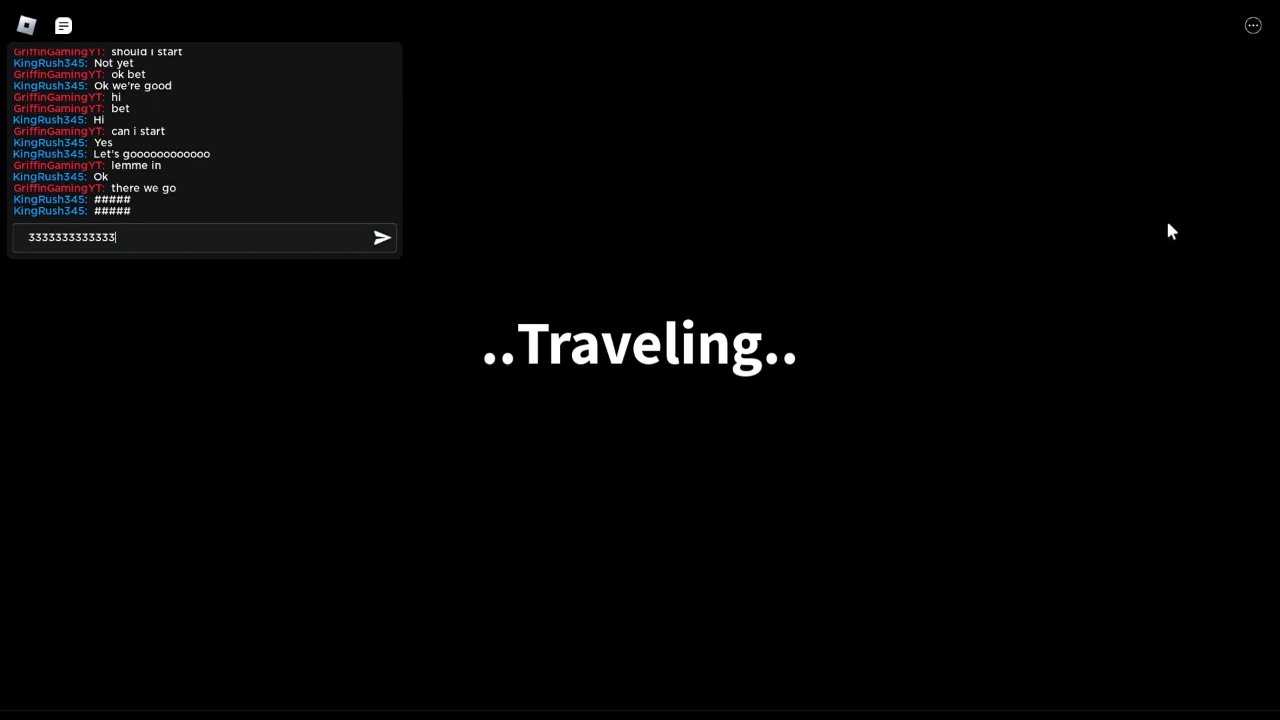 GriffinGamingYT: should i start
KingRush345: Not yet
GriffinGamingYT: ok bet
KingRush345: Ok we're good
GriffinGamingYT: hi
GriffinGamingYT: bet
KingRush345: Hi
GriffinGamingYT: can i start
KingRush345: Yes
KingRush345: Let's goooooooooooo
GriffinGamingYT: lemme in
KingRush345: Ok
GriffinGamingYT: there we go
KingRush345: #####
KingRush345: #####
3333333333333
..Traveling..